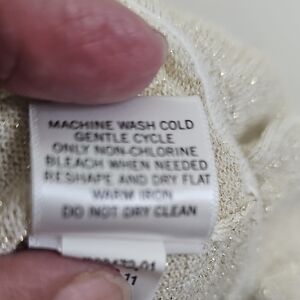 MACHINE WASH COLD
GENTLE CYCLE
ONLY NON-CHLORINE
BLEACH WHEN NEEDED
RESHAPE AND DRY FLAT
WARM IRON
DO NOT DRY CLEAN